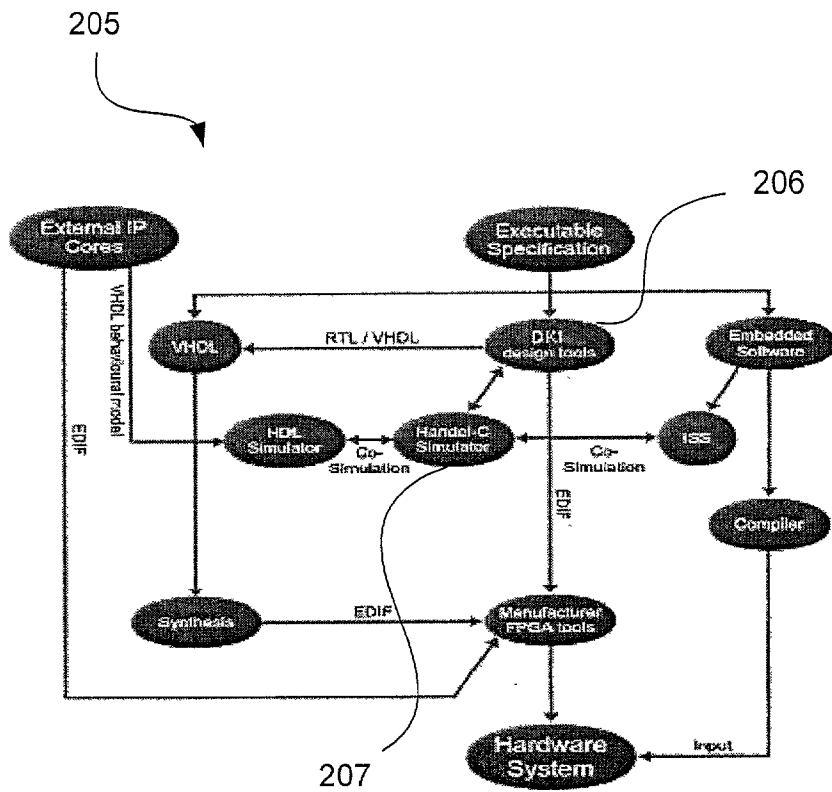 205
206
External IP
Cores
Executable
Specification
VHDL behavioural model
VHDL
RTL / VHDL
DK1
design tools
Embedded
Software
EDIF
HDL
Simulator
Co-
Simulation
Handel-C
Simulator
Co-
Simulation
ISS
EDIF
Compiler
Synthesis
EDIF
Manufacturer
FPGA tools
Hardware
System
Input
207